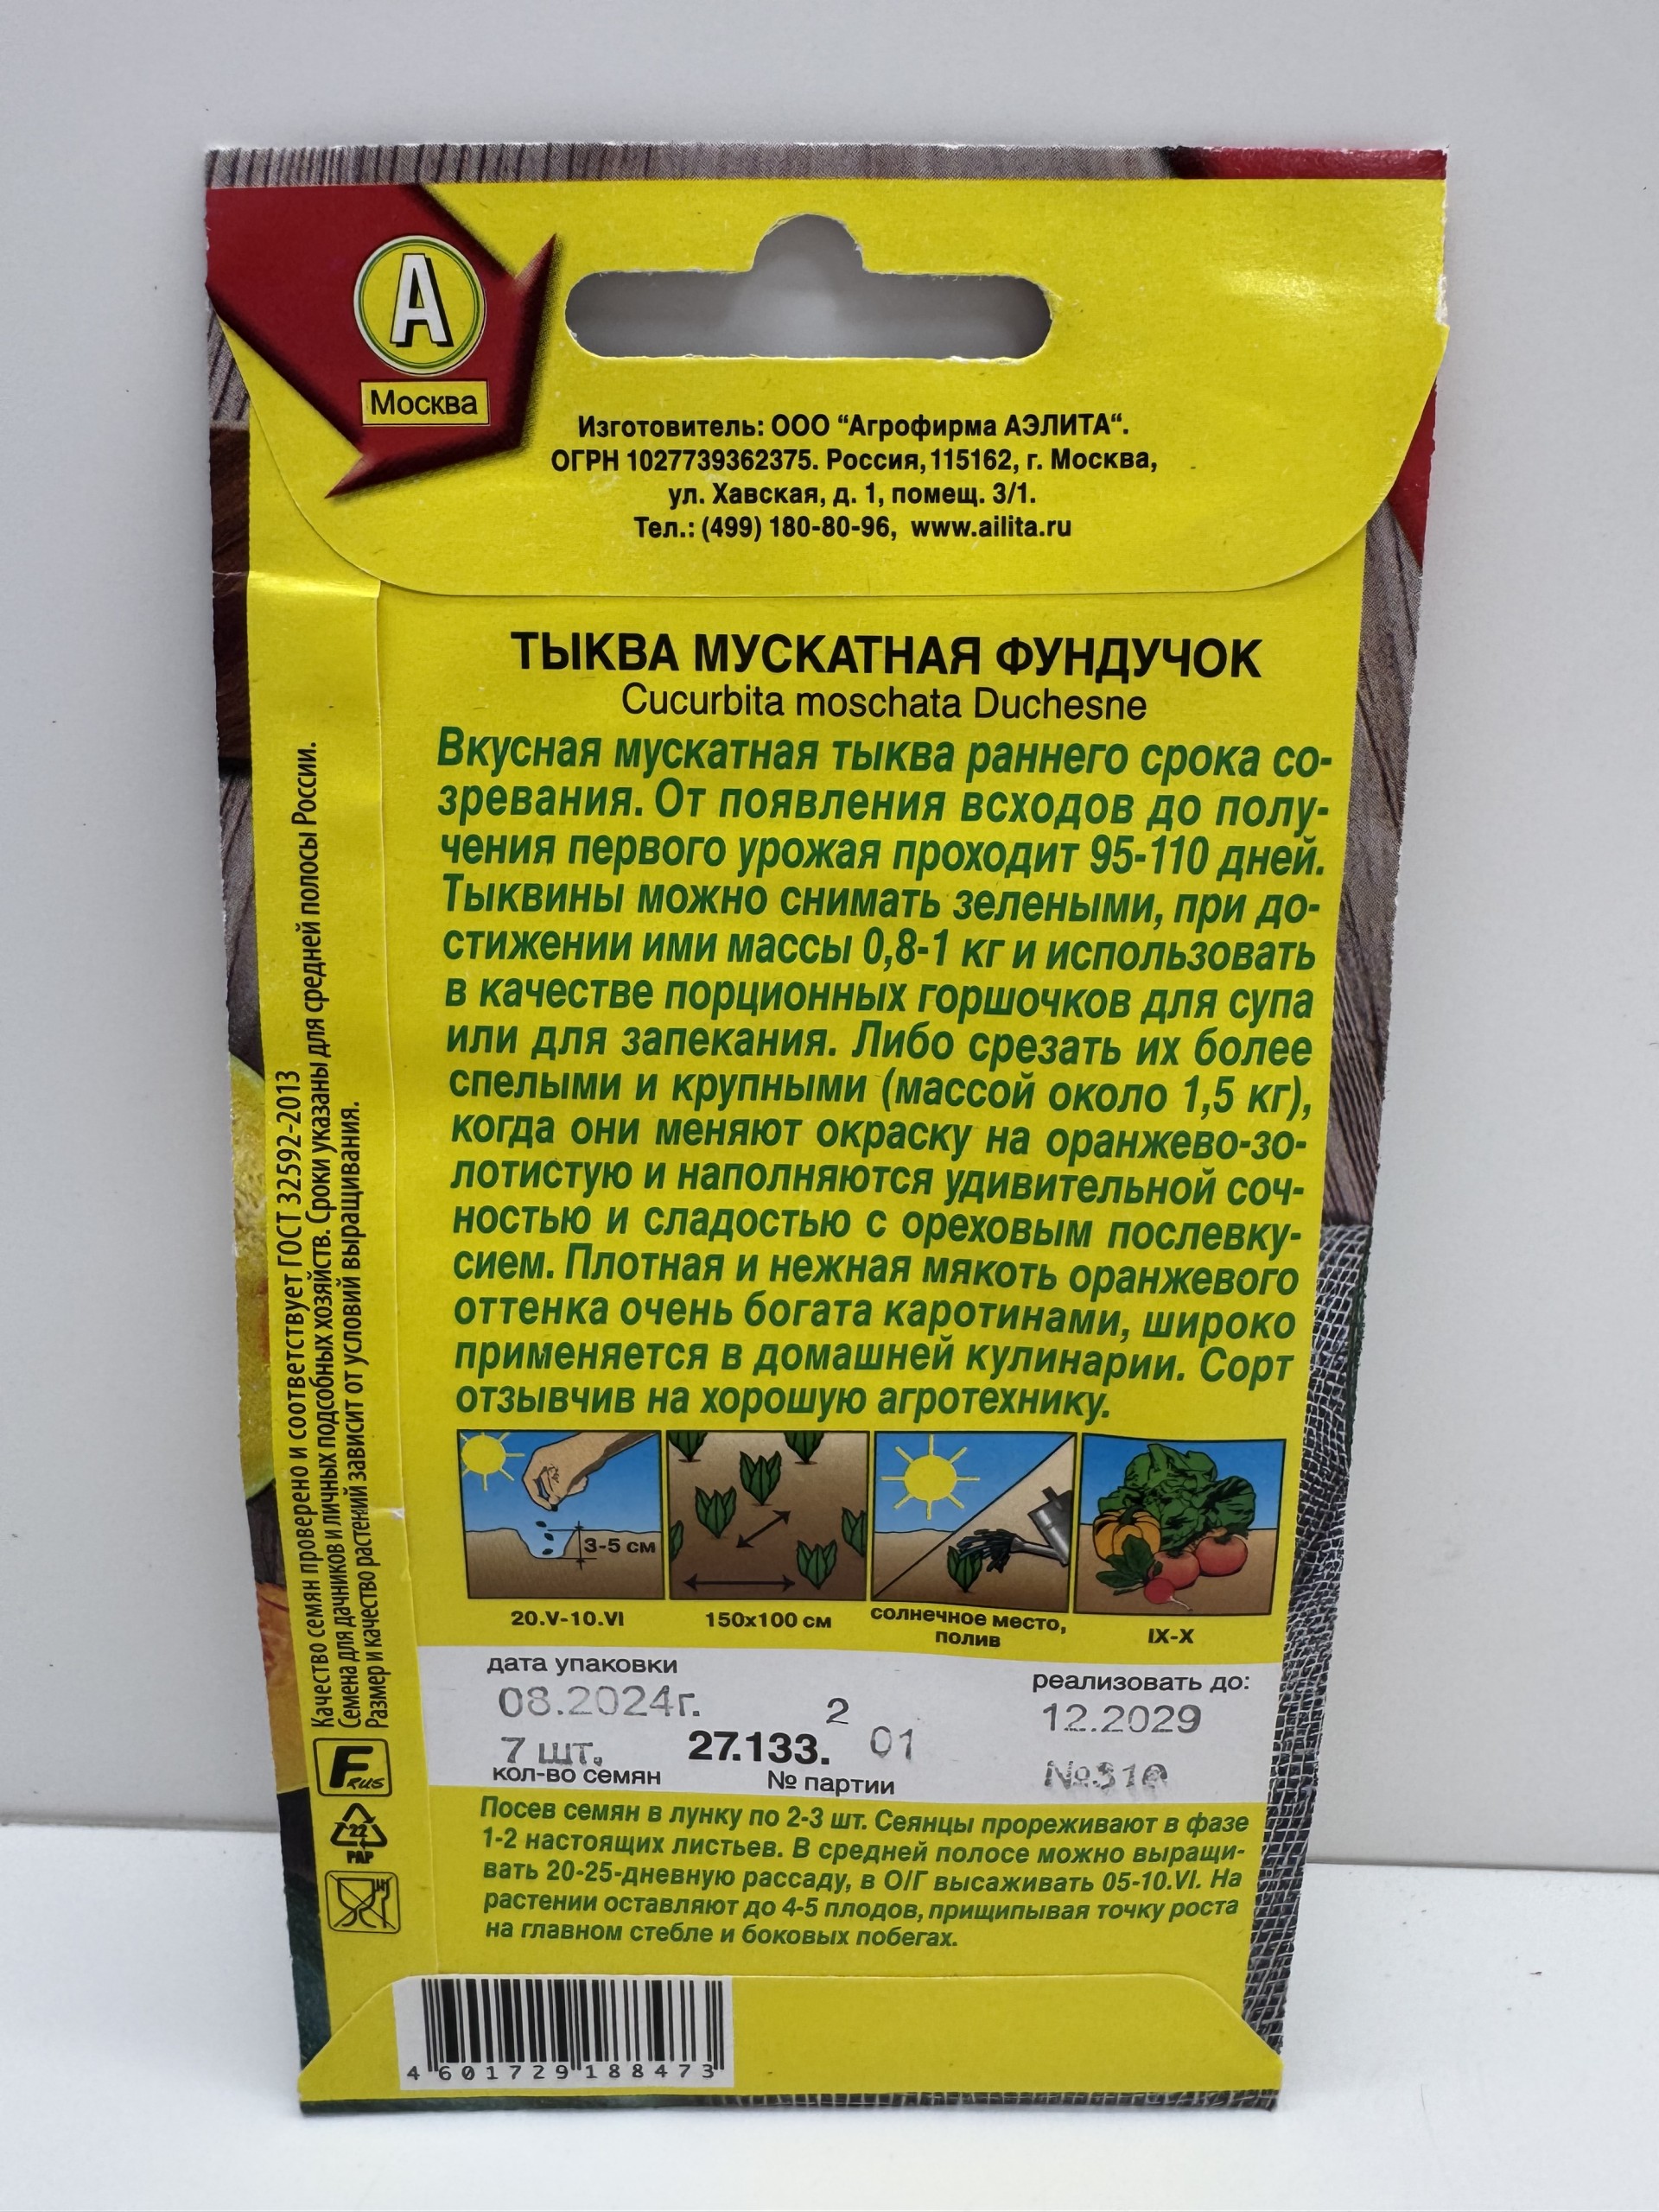 А
Москва
Изготовитель: ООО “Агрофирма АЭЛИТА“.
ОГРН 1027739362375. Россия, 115162, г. Москва,
ул. Хавская, д. 1, помещ. 3/1.
Тел.: (499) 180-80-96, www.ailita.ru
ТЫКВА МУСКАТНАЯ ФУНДУЧОК
Cucurbita moschata Duchesne
Вкусная мускатная тыква раннего срока со-
зревания. От появления всходов до полу-
чения первого урожая проходит 95-110 дней.
Тыквины можно снимать зелеными, при до-
стижении ими массы 0,8-1 кг и использовать
в качестве порционных горшочков для супа
или для запекания. Либо срезать их более
спелыми и крупными (массой около 1,5 кг),
когда они меняют окраску на оранжево-зо-
лотистую и наполняются удивительной соч-
ностью и сладостью с ореховым послевку-
сием. Плотная и нежная мякоть оранжевого
оттенка очень богата каротинами, широко
применяется в домашней кулинарии. Сорт
отзывчив на хорошую агротехнику.
3-5 см
20.V-10.VI
150х100 см
солнечное место,
полив
IX-X
дата упаковки
08.2024г.
2
реализовать до:
12.2029
7 шт.
27.133.
01
кол-во семян
№ партии
Посев семян в лунку по 2-3 шт. Сеянцы прореживают в фазе
1-2 настоящих листьев. В средней полосе можно выращи-
вать 20-25-дневную рассаду, в О/Г высаживать 05-10.VI. На
растении оставляют до 4-5 плодов, прищипывая точку роста
на главном стебле и боковых побегах.
Качество семян проверено и соответствует ГОСТ 32592-2013
Семена для дачников и личных подсобных хозяйств. Сроки указаны для средней полосы России.
Размер и качество растений зависит от условий выращивания.
F RUS
22
PAP
4 601729 188473